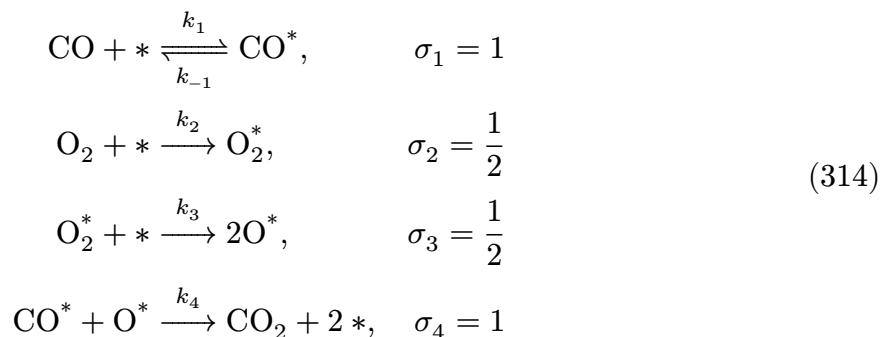 CO + * ⇌ CO*, σ₁ = 1 (k₁, k₋₁)
O₂ + * →(k₂) O₂*, σ₂ = 1/2
(314)
O₂* + * →(k₃) 2O*, σ₃ = 1/2
CO* + O* →(k₄) CO₂ + 2 *, σ₄ = 1